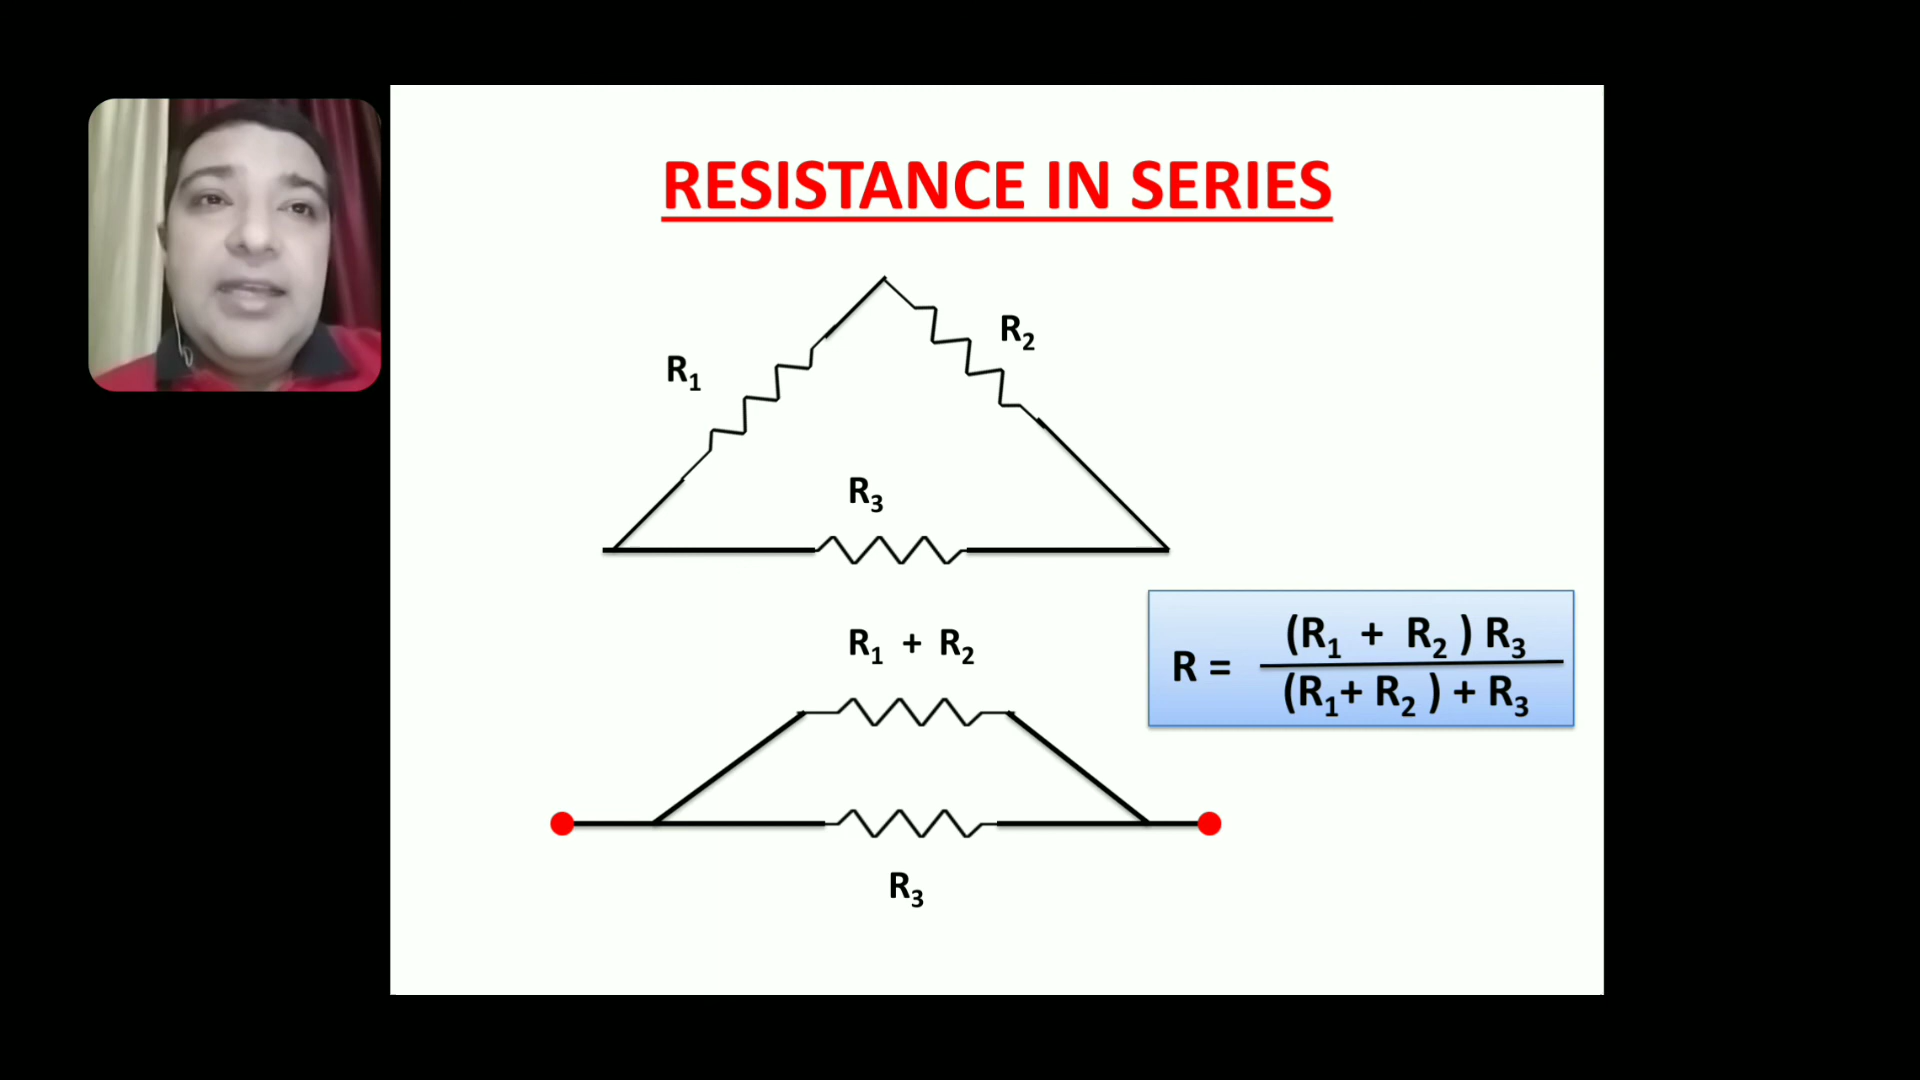 RESISTANCE IN SERIES
R₂
R₁
R₃
R₁ + R₂
R = (R₁ + R₂ ) R₃
(R₁+ R₂ ) + R₃
R₃